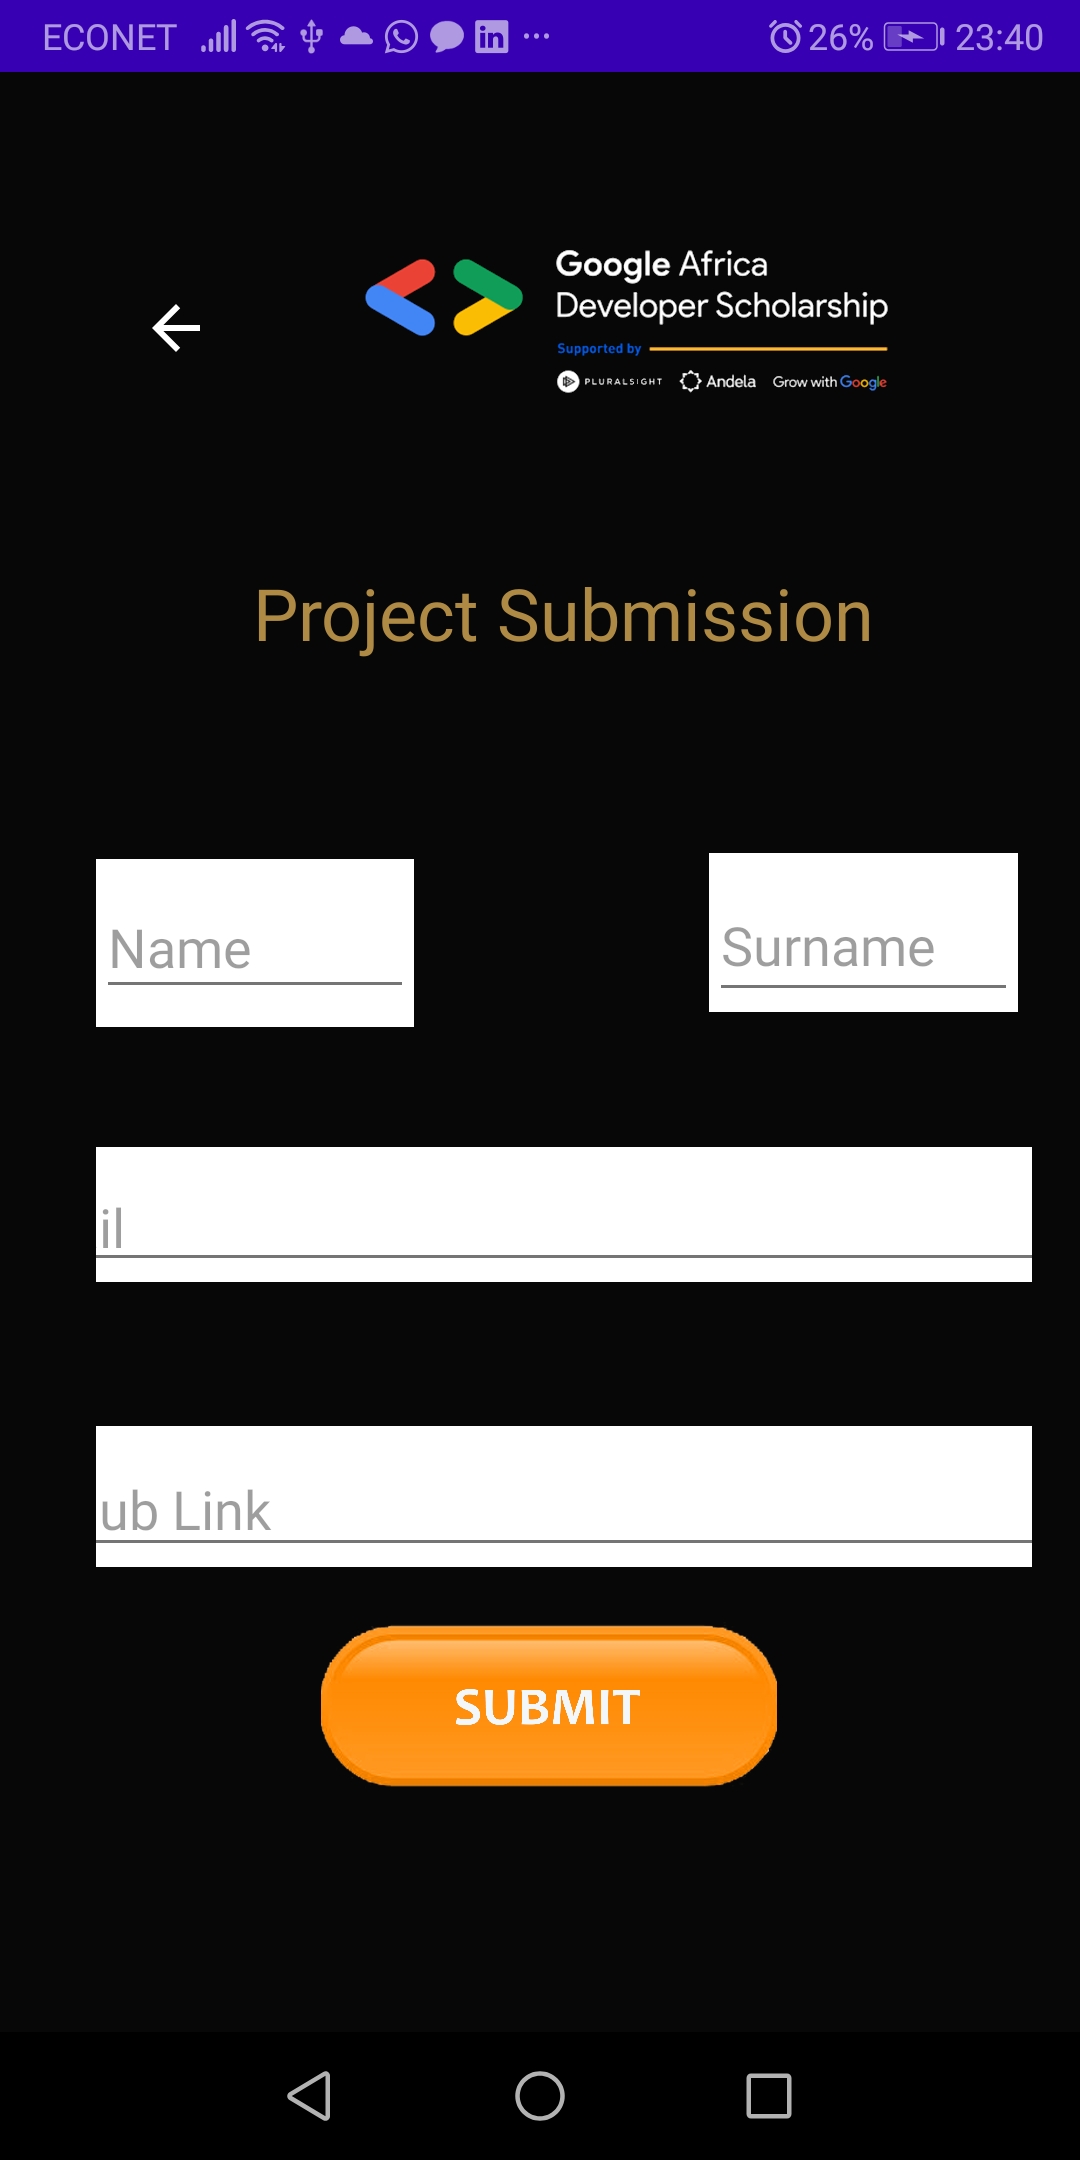 ECONET 26% 23:40
Google Africa
Developer Scholarship
Supported by
PLURALSIGHT Andela Grow with Google
Project Submission
Name Surname
il
ub Link
SUBMIT